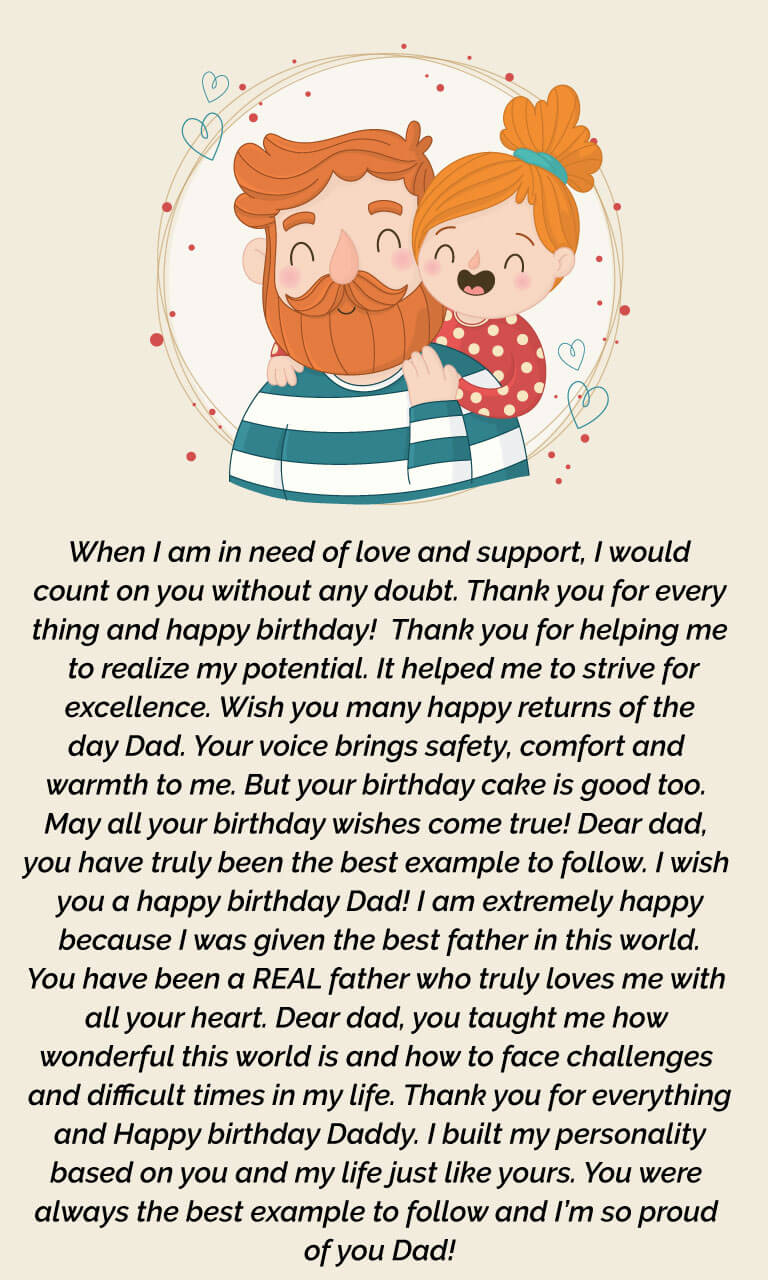 When I am in need of love and support, I would
count on you without any doubt. Thank you for every
thing and happy birthday!  Thank you for helping me
to realize my potential. It helped me to strive for
excellence. Wish you many happy returns of the
day Dad. Your voice brings safety, comfort and
warmth to me. But your birthday cake is good too.
May all your birthday wishes come true! Dear dad,
you have truly been the best example to follow. I wish
you a happy birthday Dad! I am extremely happy
because I was given the best father in this world.
You have been a REAL father who truly loves me with
all your heart. Dear dad, you taught me how
wonderful this world is and how to face challenges
and difficult times in my life. Thank you for everything
and Happy birthday Daddy. I built my personality
based on you and my life just like yours. You were
always the best example to follow and I’m so proud
of you Dad!